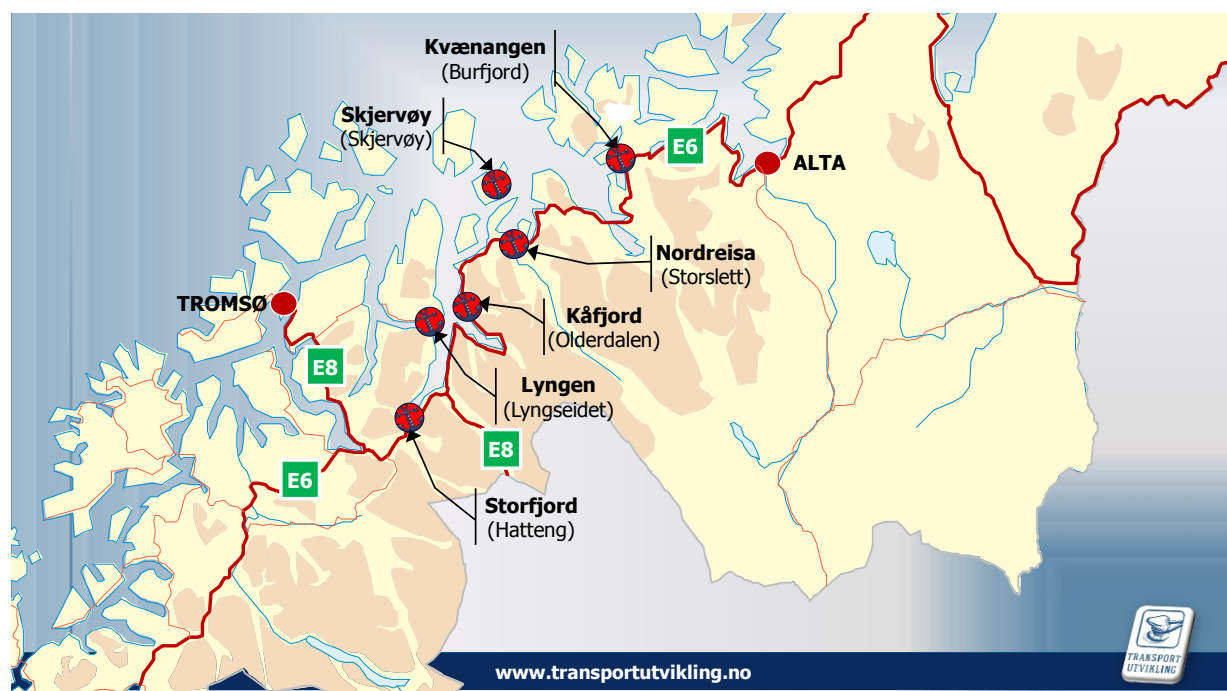 Kvænangen
(Burfjord)
Skjervøy
(Skjervøy)
E6
ALTA
Nordreisa
(Storslett)
TROMSØ
Kåfjord
(Olderdalen)
E8
Lyngen
(Lyngseidet)
E8
E6
Storfjord
(Hatteng)
www.transportutvikling.no
TRANSPORT
UTVIKLING